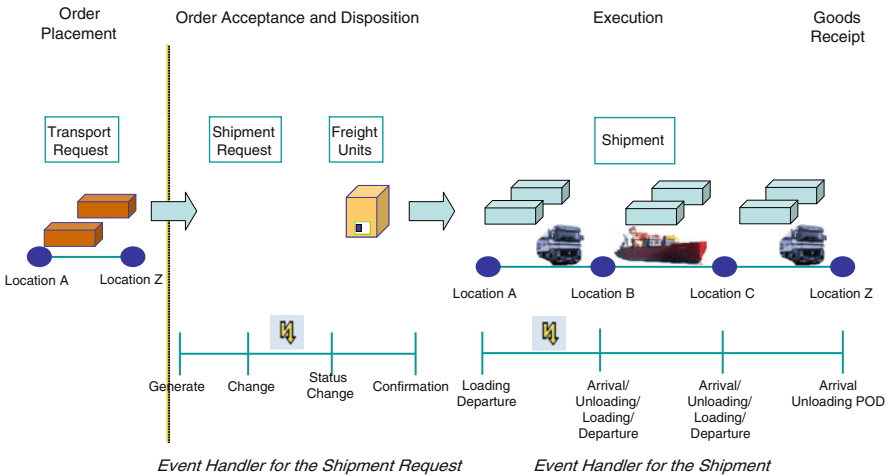 Order
Placement
Order Acceptance and Disposition
Execution
Goods
Receipt
Transport
Request
Shipment
Request
Freight
Units
Shipment
Location A
Location Z
Location A
Location B
Location C
Location Z
Generate
Change
Status
Change
Confirmation
Loading
Departure
Arrival/
Unloading/
Loading/
Departure
Arrival/
Unloading/
Loading/
Departure
Arrival
Unloading POD
Event Handler for the Shipment Request
Event Handler for the Shipment